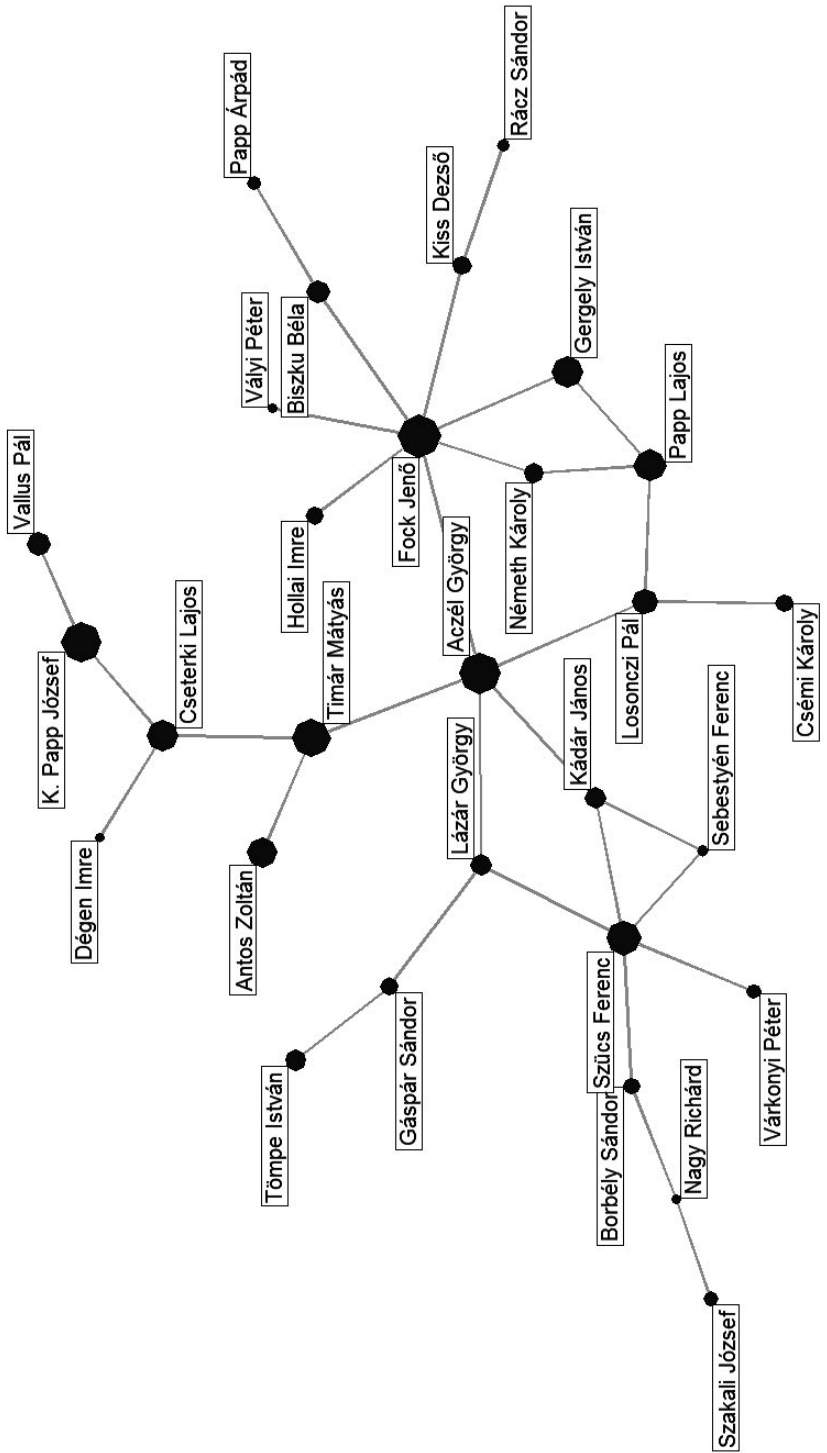 Papp Árpád
Rácz Sándor
Kiss Dezső
Vályi Péter
Biszku Béla
Gergely István
Vallus Pál
Hollai Imre
Fock Jenő
Papp Lajos
Németh Károly
Aczél György
K. Papp József
Cseterki Lajos
Timár Mátyás
Losonczi Pál
Csémi Károly
Kádár János
Lázár György
Sebestyén Ferenc
Dégen Imre
Antos Zoltán
Szücs Ferenc
Várkonyi Péter
Gáspár Sándor
Tömpe István
Borbély Sándor
Nagy Richárd
Szakali József